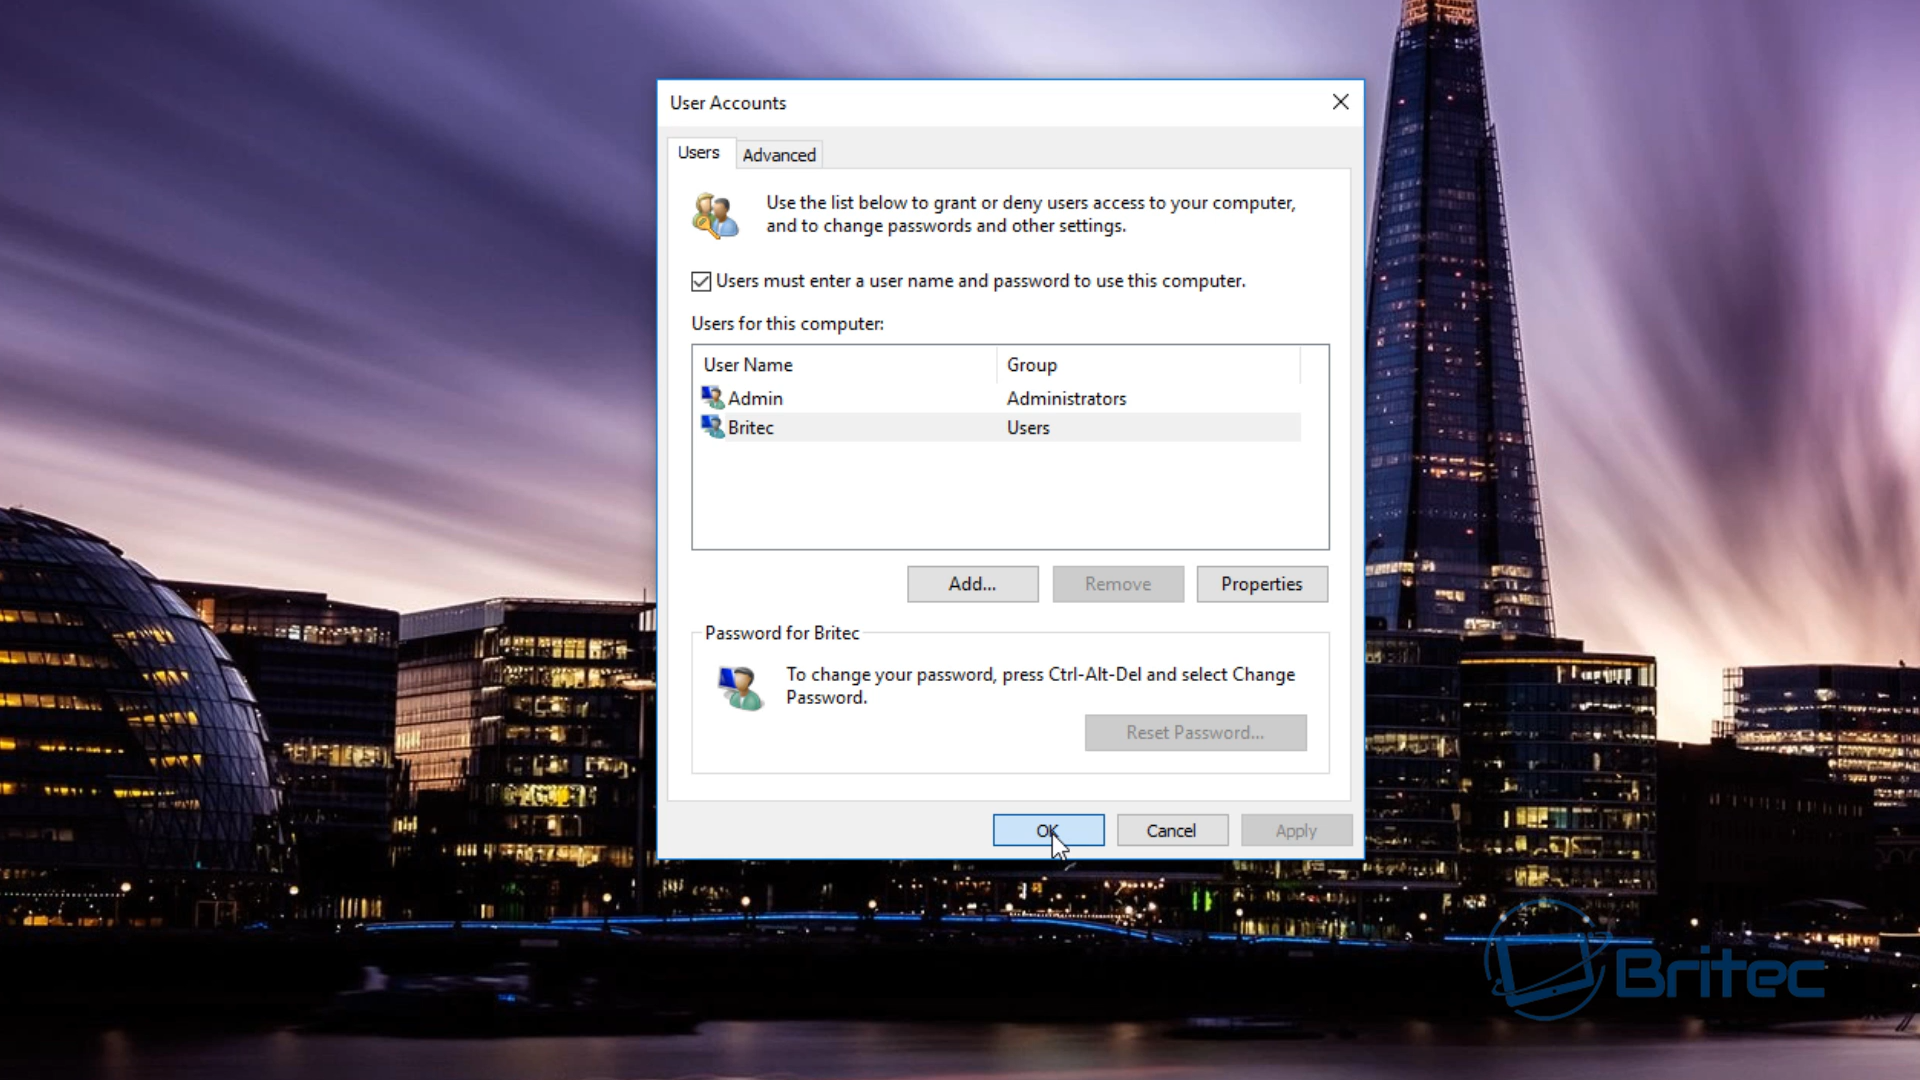 User Accounts
Users
Advanced
Use the list below to grant or deny users access to your computer,
and to change passwords and other settings.
Users must enter a user name and password to use this computer.
Users for this computer:
User Name Group
Admin Administrators
Britec Users
Add... Remove Properties
Password for Britec
To change your password, press Ctrl-Alt-Del and select Change
Password.
Reset Password...
OK Cancel Apply
Britec